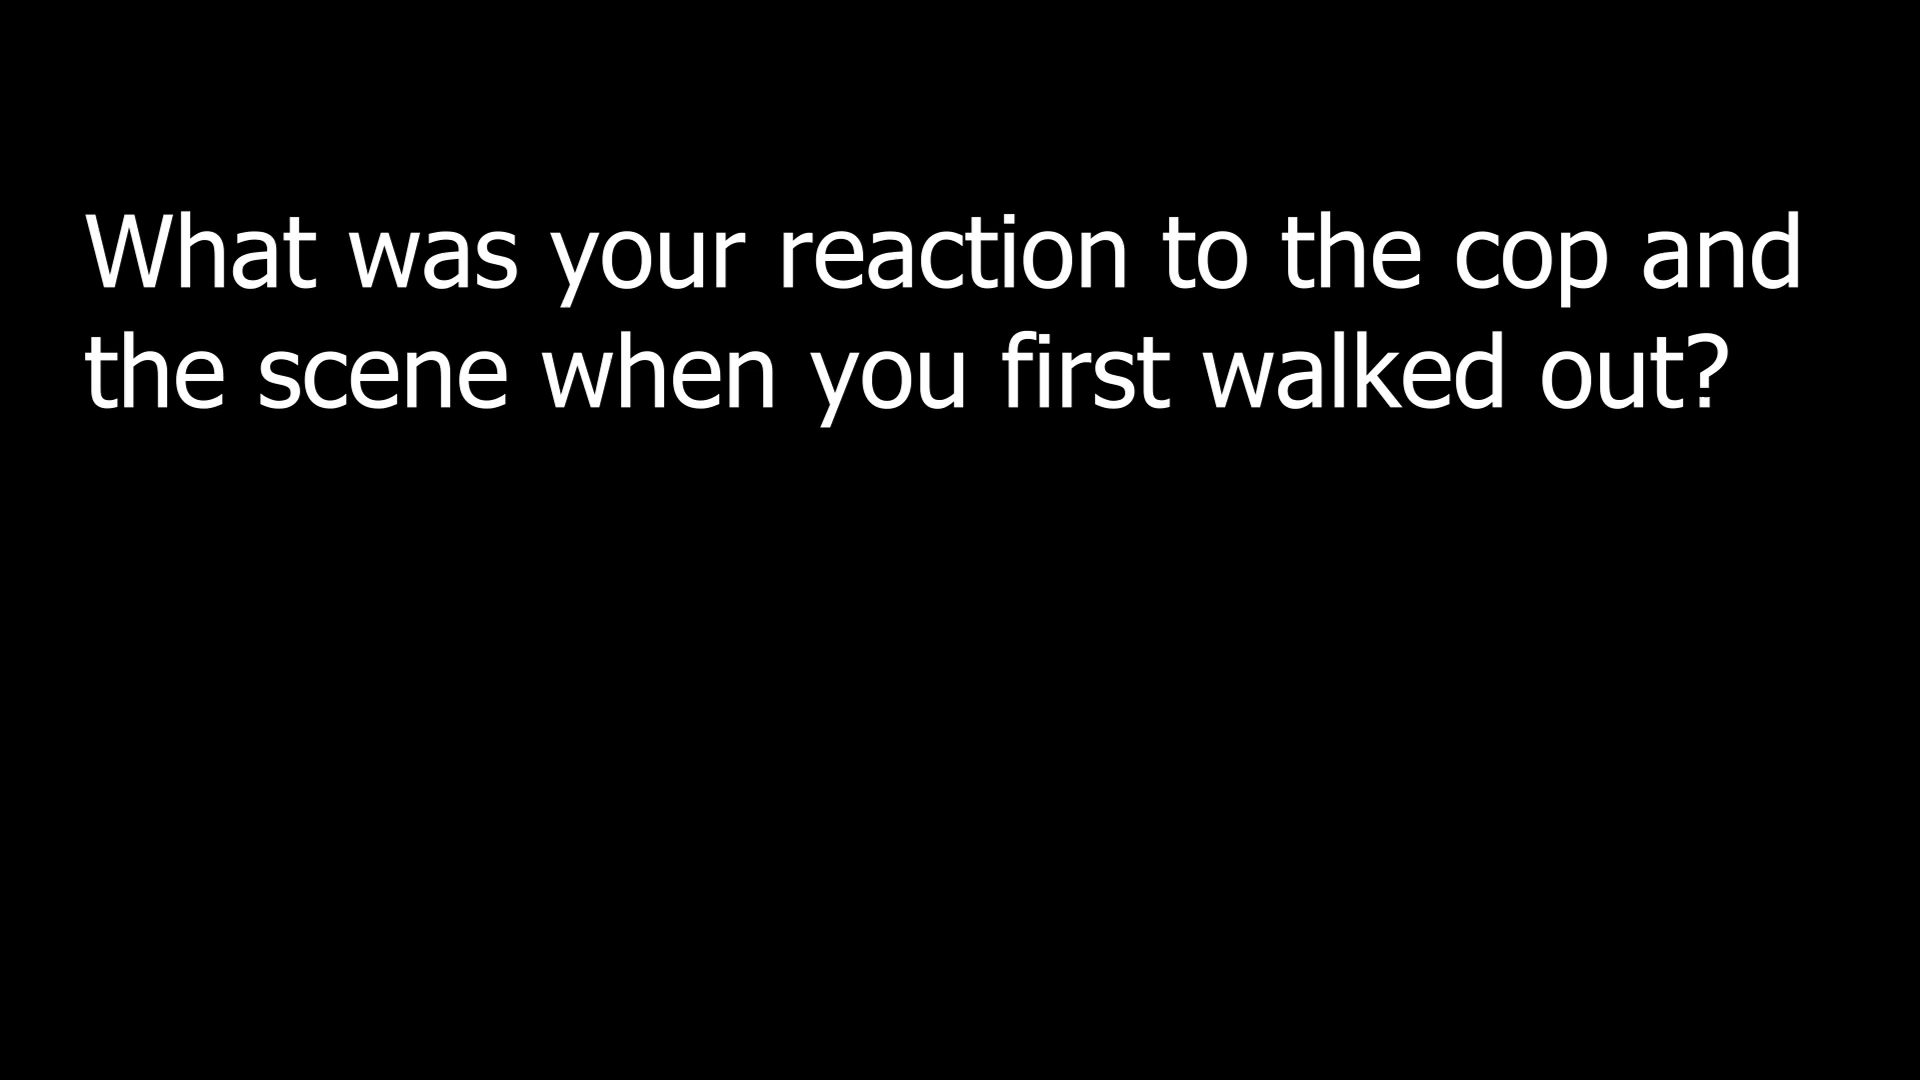 What was your reaction to the cop and
the scene when you first walked out?